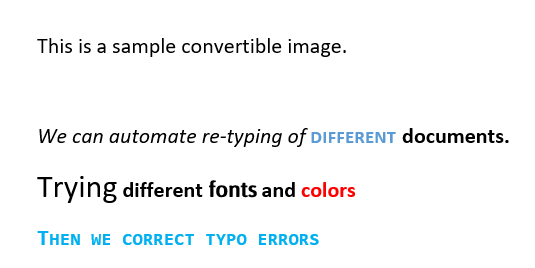 This is a sample convertible image.
We can automate re-typing of DIFFERENT documents.
Trying different fonts and colors
THEN WE CORRECT TYPO ERRORS